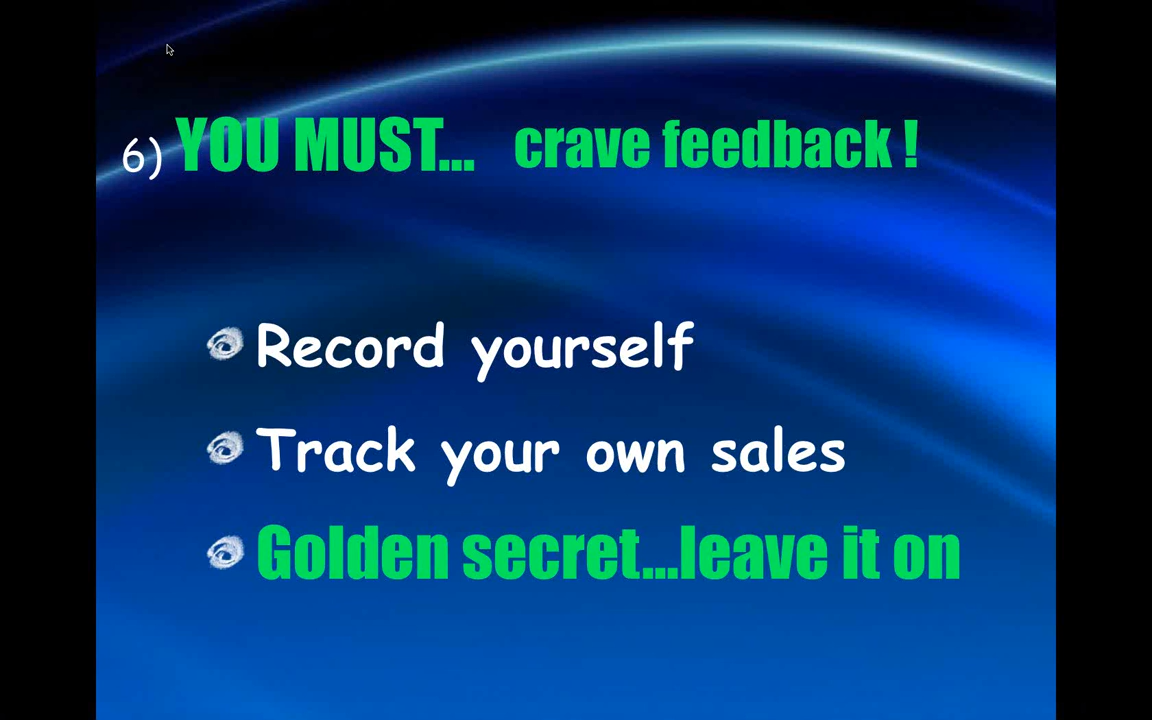 6) YOU MUST... crave feedback !
Record yourself
Track your own sales
Golden secret...leave it on